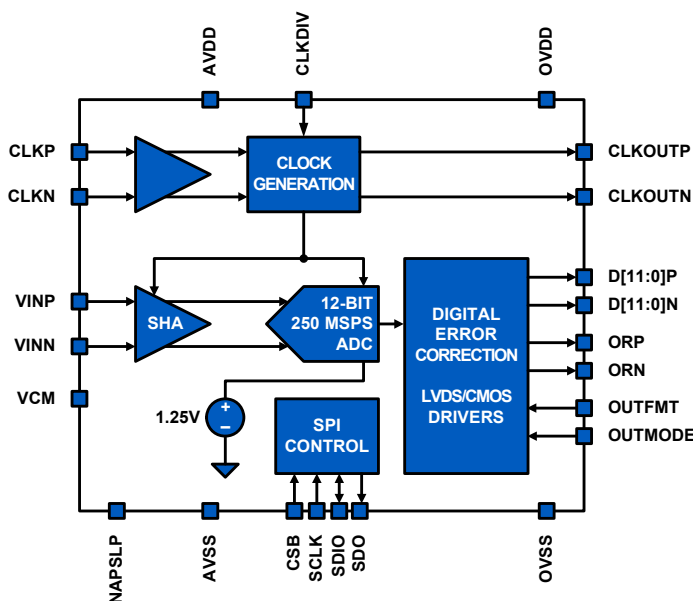 AVDD
CLKDIV
OVDD
CLKP
CLKN
CLOCK
GENERATION
CLKOUTP
CLKOUTN
VINP
VINN
VCM
SHA
12-BIT
250 MSPS
ADC
1.25V
+
–
DIGITAL
ERROR
CORRECTION
LVDS/CMOS
DRIVERS
D[11:0]P
D[11:0]N
ORP
ORN
OUTFMT
OUTMODE
SPI
CONTROL
NAPSLP
AVSS
CSB
SCLK
SDIO
SDO
OVSS